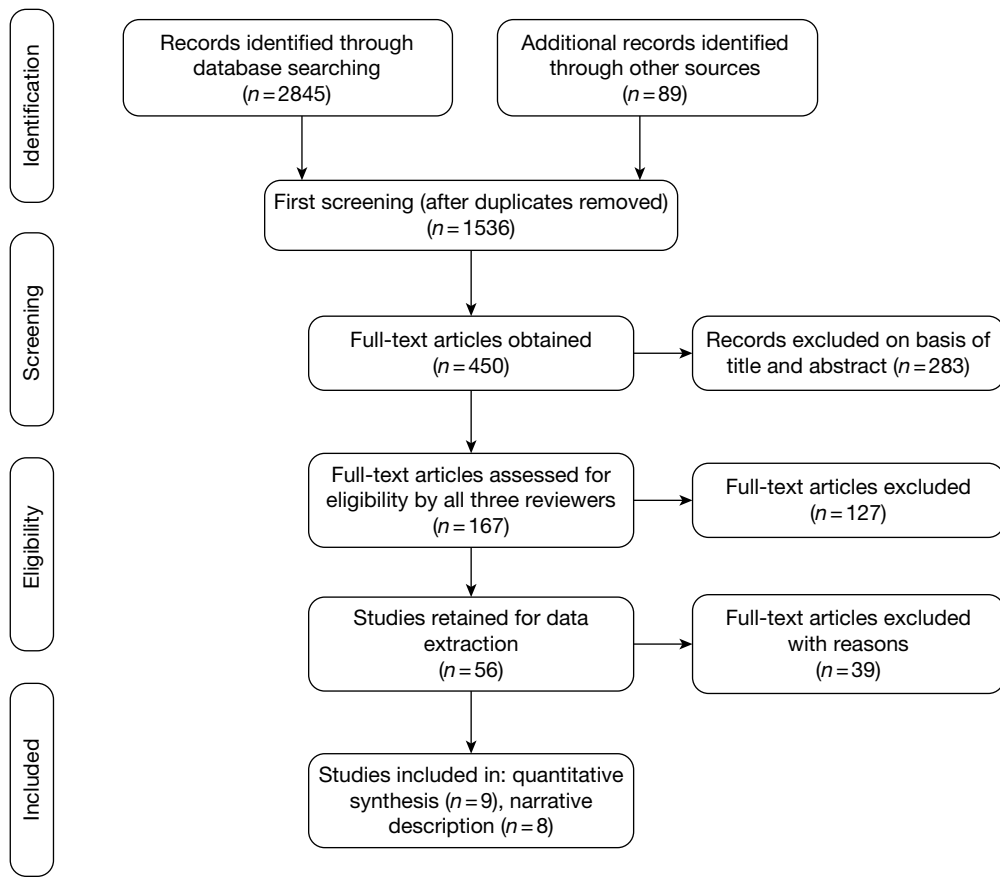 Identification
Records identified through
database searching
(n = 2845)
Additional records identified
through other sources
(n = 89)
First screening (after duplicates removed)
(n = 1536)
Screening
Full-text articles obtained
(n = 450)
Records excluded on basis of
title and abstract (n = 283)
Eligibility
Full-text articles assessed for
eligibility by all three reviewers
(n = 167)
Full-text articles excluded
(n = 127)
Studies retained for data
extraction
(n = 56)
Full-text articles excluded
with reasons
(n = 39)
Included
Studies included in: quantitative
synthesis (n = 9), narrative
description (n = 8)